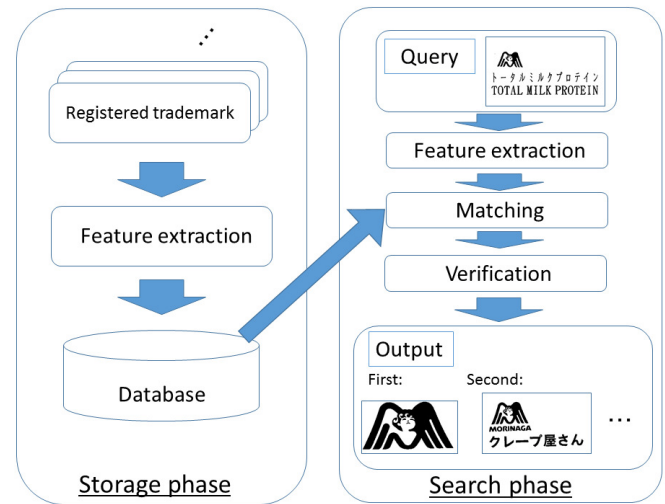 Registered trademark
Feature extraction
Database
Storage phase
Query
トータルミルクプロテイン
TOTAL MILK PROTEIN
Feature extraction
Matching
Verification
Output
First:
Second:
MORINAGA
クレープ屋さん
...
Search phase